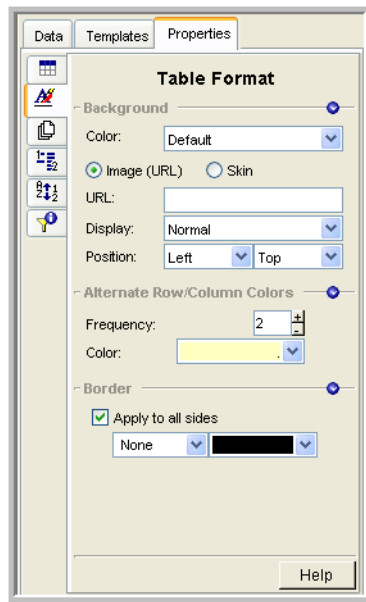 Data Templates Properties
Table Format
Background
Color: Default
Image (URL) Skin
URL:
Display: Normal
Position: Left Top
Alternate Row/Column Colors
Frequency: 2 + -
Color: .
Border
Apply to all sides
None
Help